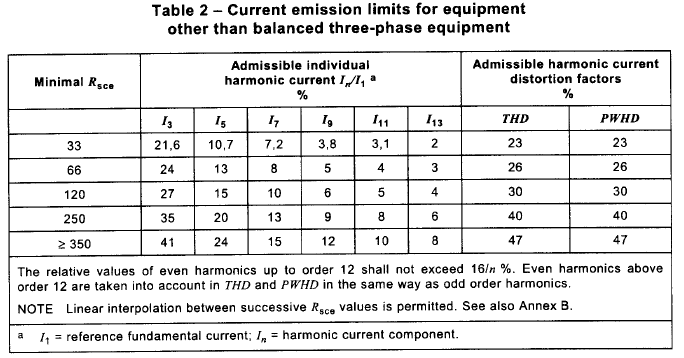 Table 2 – Current emission limits for equipment
other than balanced three-phase equipment
Minimal Rsce
Admissible individual
harmonic current In/I1 a
%
Admissible harmonic current
distortion factors
%
I3 I5 I7 I9 I11 I13 THD PWHD
33 21,6 10,7 7,2 3,8 3,1 2 23 23
66 24 13 8 5 4 3 26 26
120 27 15 10 6 5 4 30 30
250 35 20 13 9 8 6 40 40
≥ 350 41 24 15 12 10 8 47 47
The relative values of even harmonics up to order 12 shall not exceed 16/n %. Even harmonics above
order 12 are taken into account in THD and PWHD in the same way as odd order harmonics.
NOTE Linear interpolation between successive Rsce values is permitted. See also Annex B.
a I1 = reference fundamental current; In = harmonic current component.